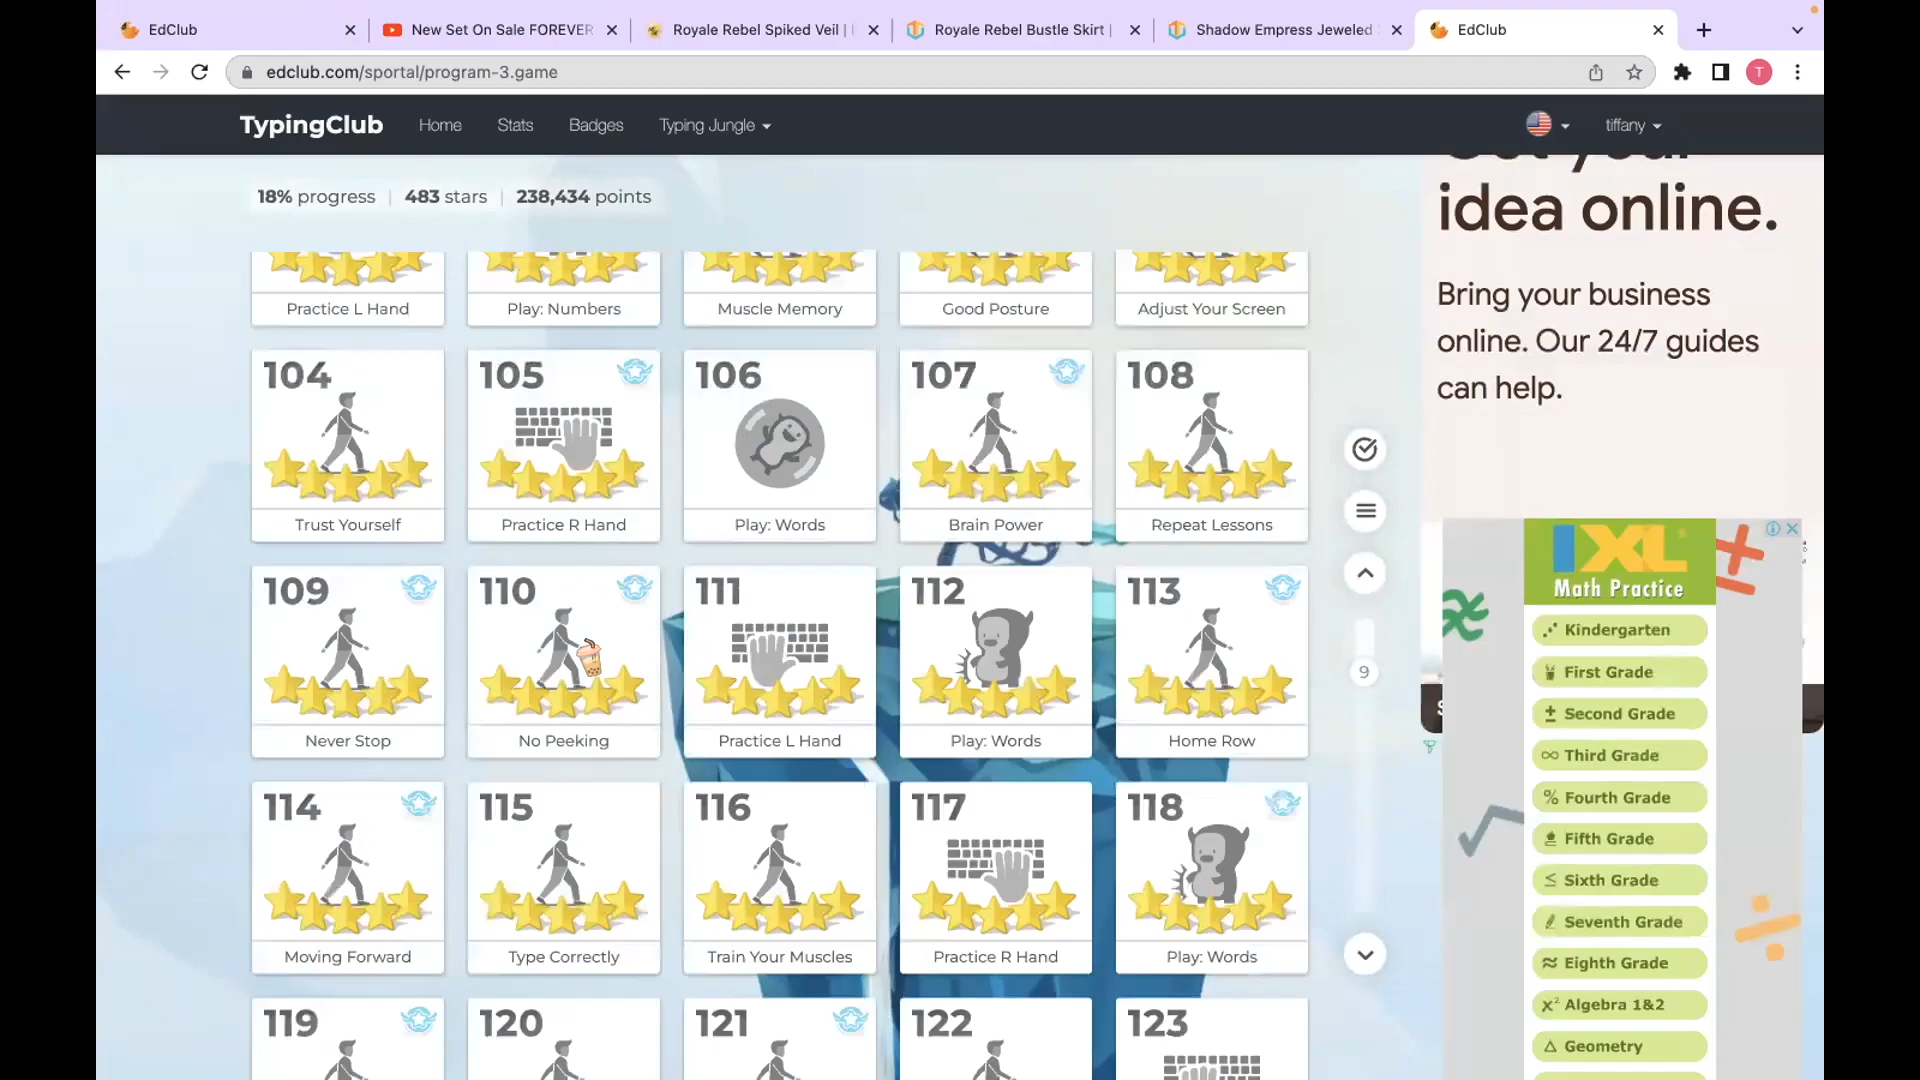 EdClub
New Set On Sale FOREVER
Royale Rebel Spiked Veil |
Royale Rebel Bustle Skirt |
Shadow Empress Jeweled
EdClub
edclub.com/sportal/program-3.game
T
TypingClub
Home
Stats
Badges
Typing Jungle
tiffany
18% progress
483 stars
238,434 points
idea online.
Bring your business
online. Our 24/7 guides
can help.
Practice L Hand
Play: Numbers
Muscle Memory
Good Posture
Adjust Your Screen
104
105
106
107
108
Trust Yourself
Practice R Hand
Play: Words
Brain Power
Repeat Lessons
109
110
111
112
113
Never Stop
No Peeking
Practice L Hand
Play: Words
Home Row
9
114
115
116
117
118
Moving Forward
Type Correctly
Train Your Muscles
Practice R Hand
Play: Words
119
120
121
122
123
IXL
Math Practice
Kindergarten
First Grade
Second Grade
Third Grade
% Fourth Grade
Fifth Grade
≤ Sixth Grade
Seventh Grade
Eighth Grade
x² Algebra 1&2
Geometry